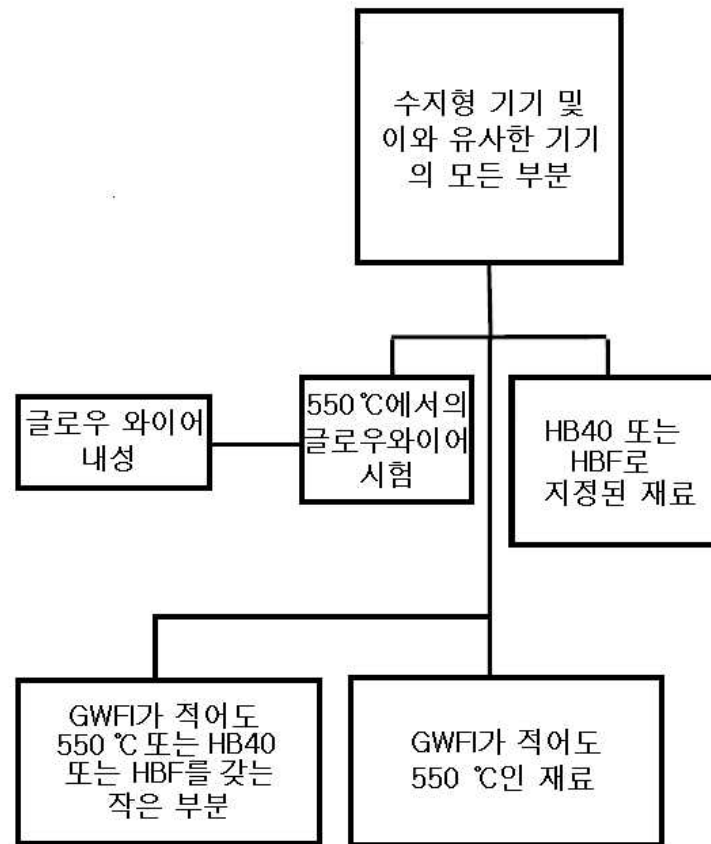 수지형 기기 및
이와 유사한 기기
의 모든 부분
글로우 와이어
내성
550℃에서의
글로우와이어
시험
HB40 또는
HBF로
지정된 재료
GWFI가 적어도
550 ℃ 또는 HB40
또는 HBF를 갖는
작은 부분
GWFI가 적어도
550 ℃인 재료